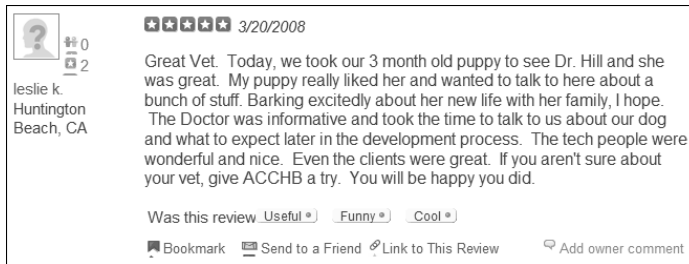 3/20/2008
0
2
leslie k.
Huntington
Beach, CA
Great Vet. Today, we took our 3 month old puppy to see Dr. Hill and she
was great. My puppy really liked her and wanted to talk to here about a
bunch of stuff. Barking excitedly about her new life with her family, I hope.
The Doctor was informative and took the time to talk to us about our dog
and what to expect later in the development process. The tech people were
wonderful and nice. Even the clients were great. If you aren't sure about
your vet, give ACCHB a try. You will be happy you did.
Was this review Useful Funny Cool
Bookmark Send to a Friend Link to This Review Add owner comment